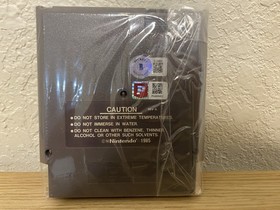 CAUTION
●DO NOT STORE IN EXTREME TEMPERATURES
●DO NOT IMMERSE IN WATER
●DO NOT CLEAN WITH BENZENE, THINNER,
ALCOHOL OR OTHER SUCH SOLVENTS
©Nintendo 1985